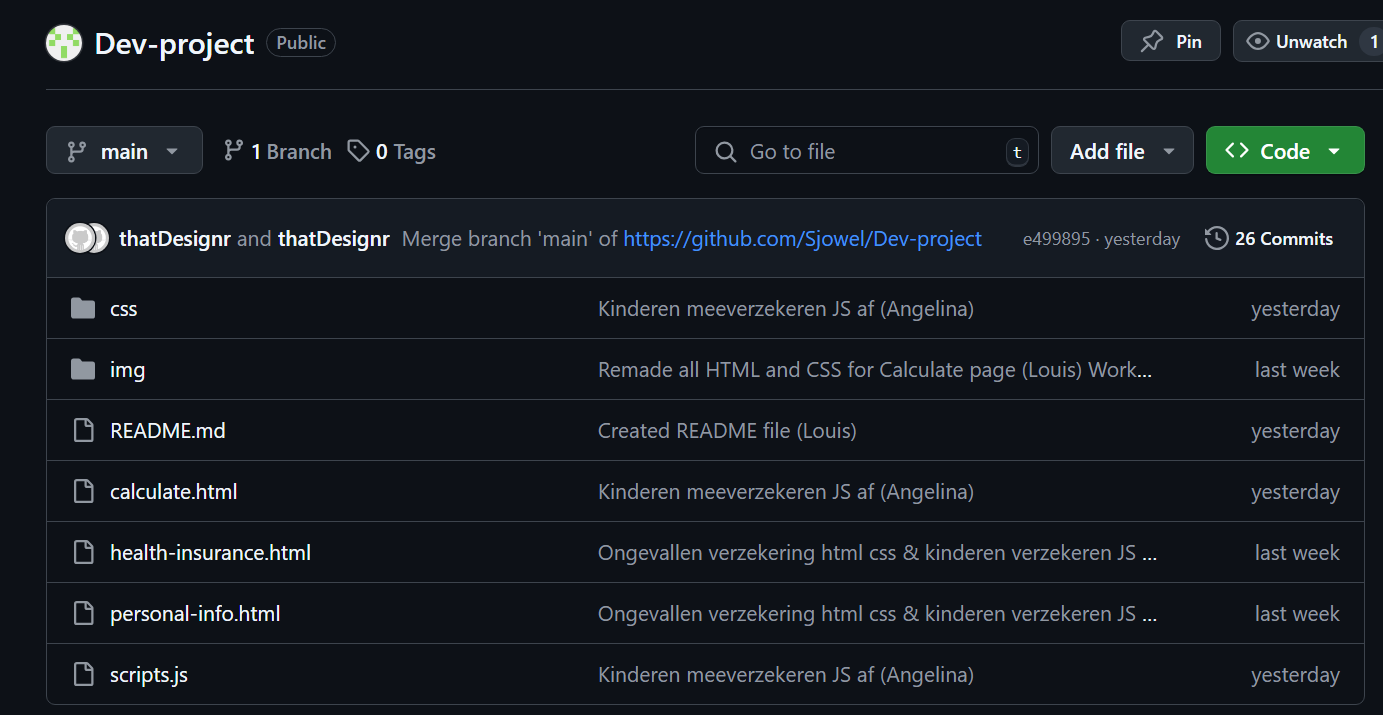 Dev-project Public Pin Unwatch 1
main 1 Branch 0 Tags Go to file t Add file Code
thatDesignr and thatDesignr Merge branch 'main' of https://github.com/Sjowel/Dev-project e499895 · yesterday 26 Commits
css Kinderen meeverzekeren JS af (Angelina) yesterday
img Remade all HTML and CSS for Calculate page (Louis) Work... last week
README.md Created README file (Louis) yesterday
calculate.html Kinderen meeverzekeren JS af (Angelina) yesterday
health-insurance.html Ongevallen verzekering html css & kinderen verzekeren JS ... last week
personal-info.html Ongevallen verzekering html css & kinderen verzekeren JS ... last week
scripts.js Kinderen meeverzekeren JS af (Angelina) yesterday